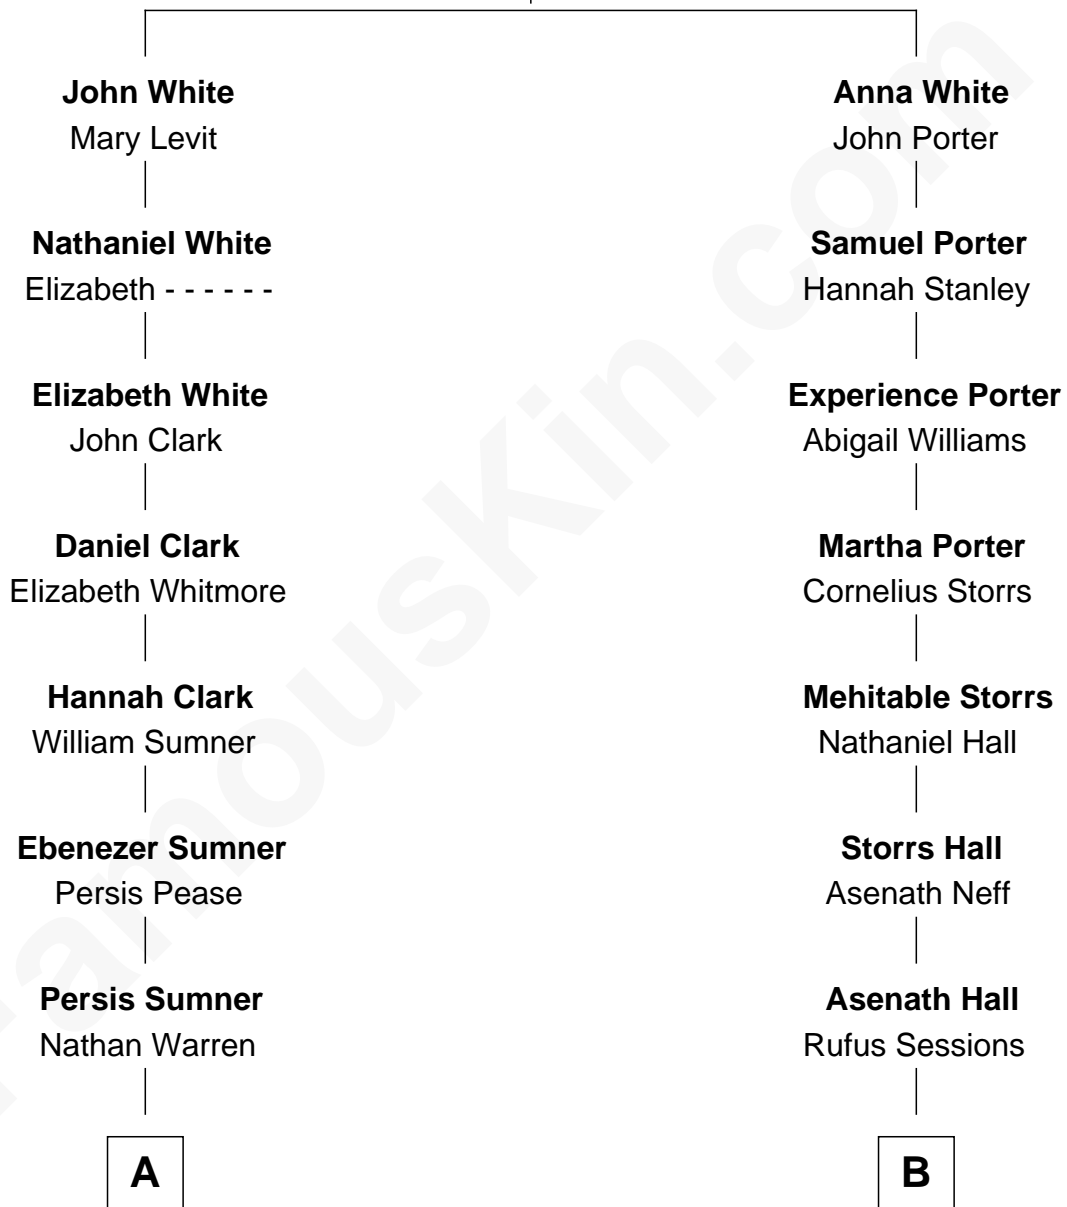 John White
Mary Levit
Nathaniel White
Elizabeth - - - - - -
Elizabeth White
John Clark
Daniel Clark
Elizabeth Whitmore
Hannah Clark
William Sumner
Ebenezer Sumner
Persis Pease
Persis Sumner
Nathan Warren
A
Anna White
John Porter
Samuel Porter
Hannah Stanley
Experience Porter
Abigail Williams
Martha Porter
Cornelius Storrs
Mehitable Storrs
Nathaniel Hall
Storrs Hall
Asenath Neff
Asenath Hall
Rufus Sessions
B
FamousKin.com